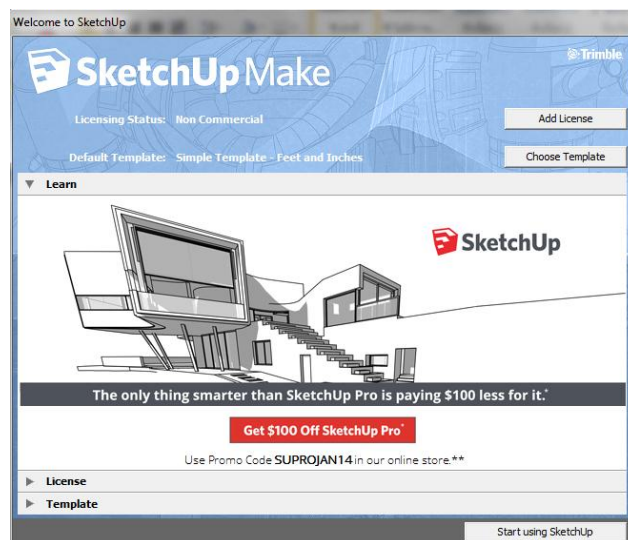 Welcome to SketchUp
Trimble
SketchUp Make
Licensing Status: Non Commercial
Add License
Default Template: Simple Template - Feet and Inches
Choose Template
Learn
SketchUp
The only thing smarter than SketchUp Pro is paying $100 less for it.*
Get $100 Off SketchUp Pro*
Use Promo Code SUPROJAN14 in our online store.**
License
Template
Start using SketchUp